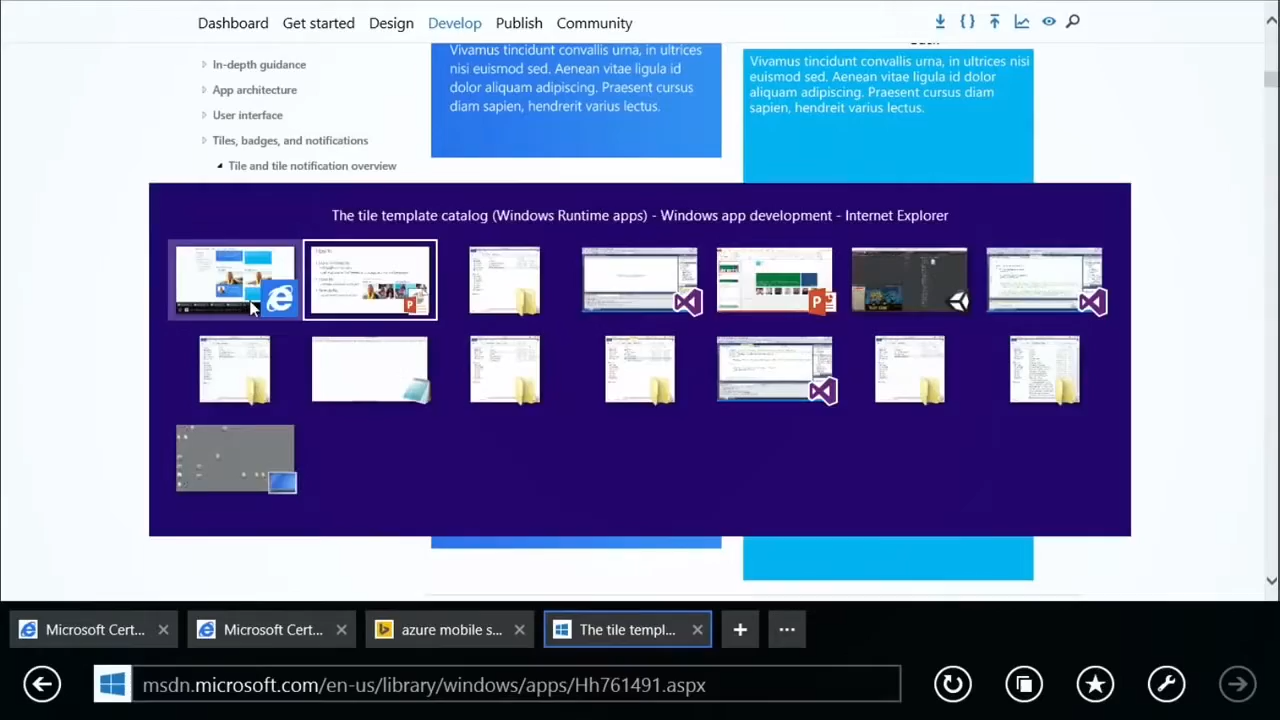 Dashboard Get started Design Develop Publish Community
In-depth guidance
App architecture
User interface
Tiles, badges, and notifications
Tile and tile notification overview
Vivamus tincidunt convallis urna, in ultrices
nisi euismod sed. Aenean vitae ligula id
dolor aliquam adipiscing. Praesent cursus
diam sapien, hendrerit varius lectus.
Vivamus tincidunt convallis urna, in ultrices nisi
euismod sed. Aenean vitae ligula id dolor
aliquam adipiscing. Praesent cursus diam
sapien, hendreit varius lectus.
The tile template catalog (Windows Runtime apps) - Windows app development - Internet Explorer
Microsoft Cert...
Microsoft Cert...
azure mobile s...
The tile templ...
msdn.microsoft.com/en-us/library/windows/apps/Hh761491.aspx